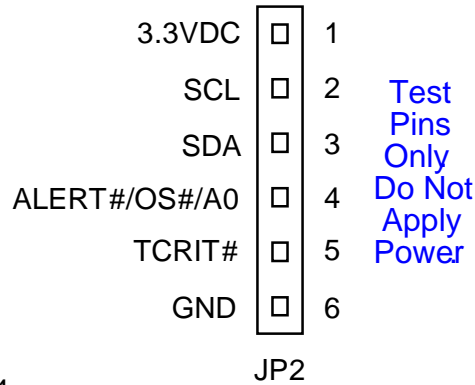 3.3VDC 1
SCL 2
SDA 3
ALERT#/OS#/A0 4
TCRIT# 5
GND 6
Test
Pins
Only.
Do Not
Apply
Power.
JP2